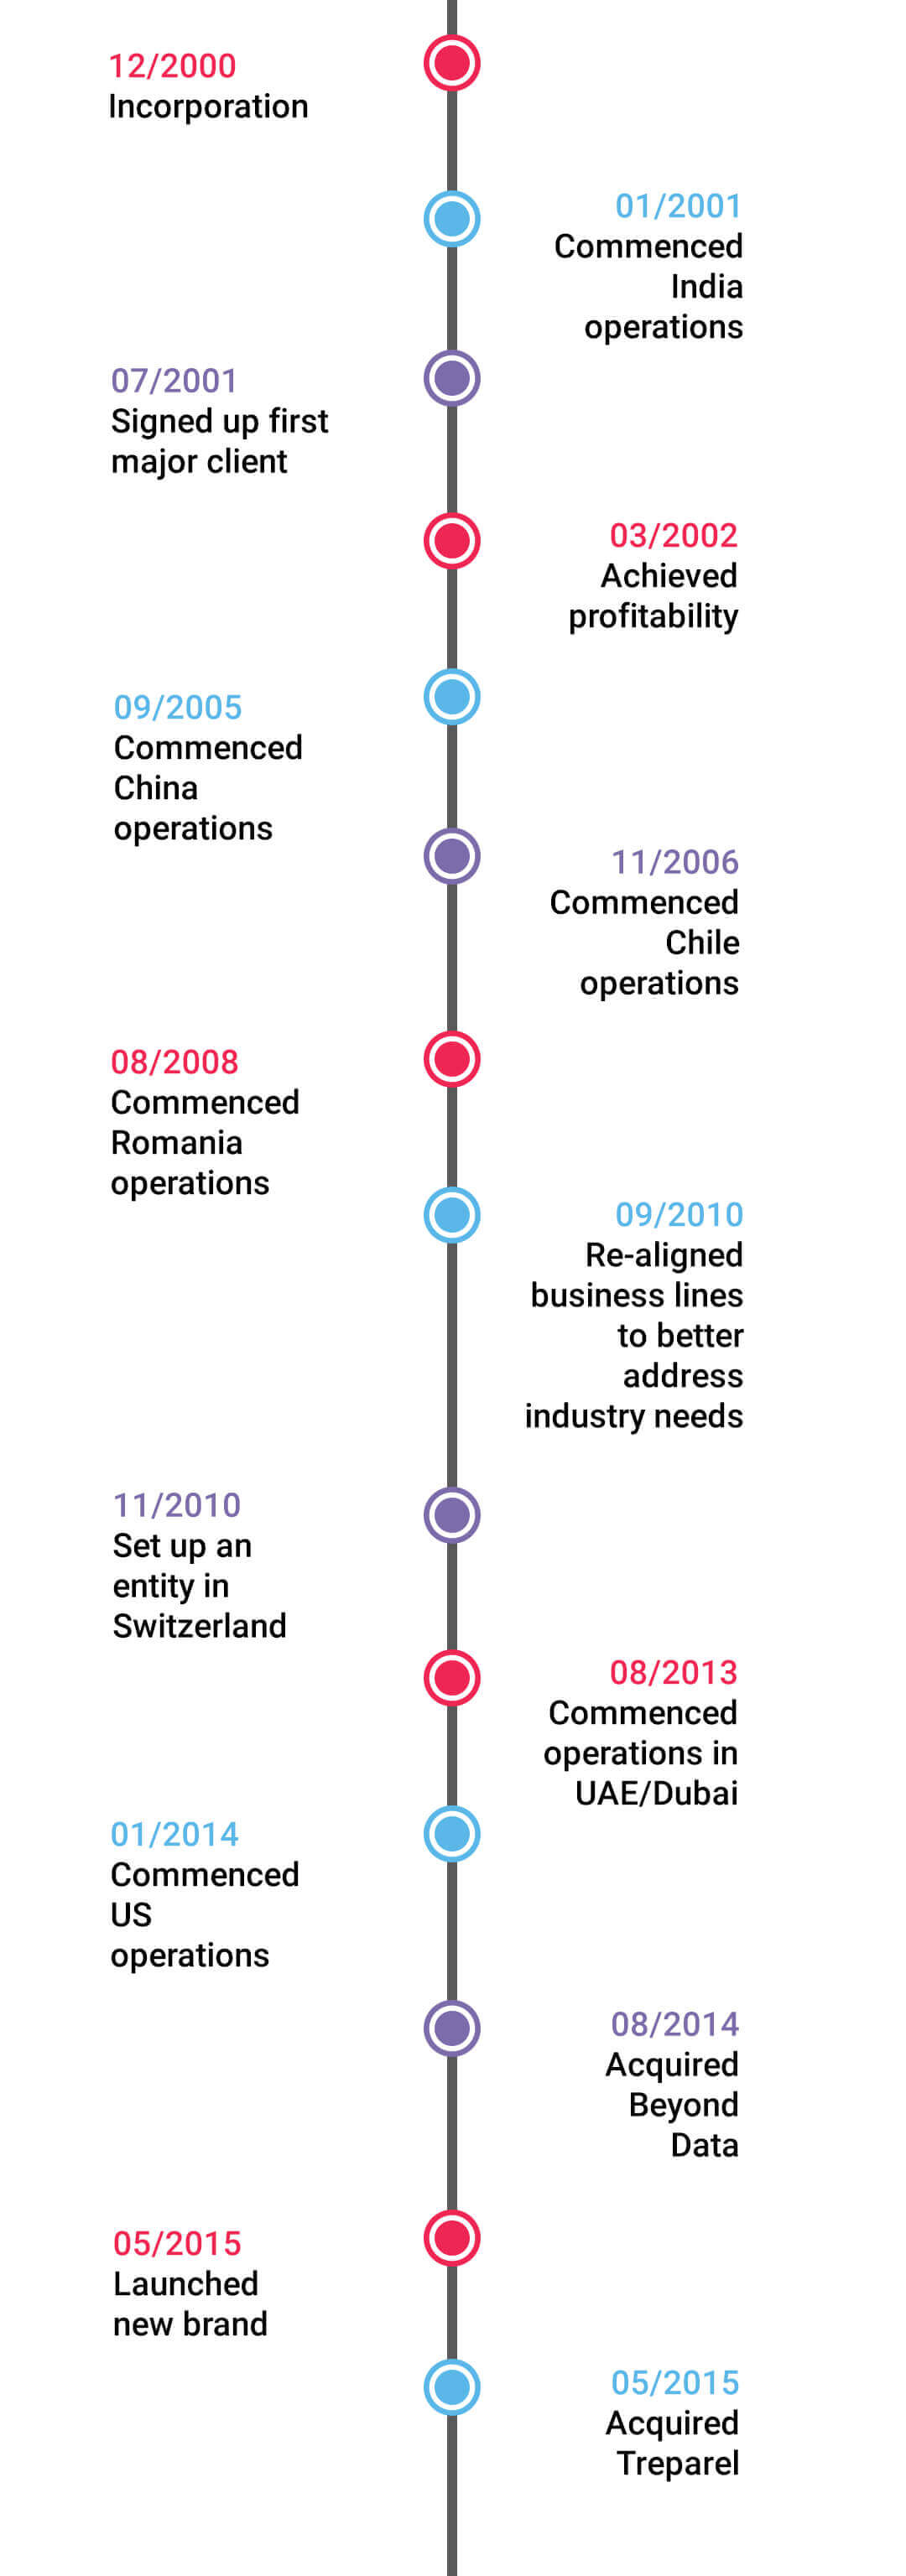 12/2000
Incorporation
01/2001
Commenced
India
operations
07/2001
Signed up first
major client
03/2002
Achieved
profitability
09/2005
Commenced
China
operations
11/2006
Commenced
Chile
operations
08/2008
Commenced
Romania
operations
09/2010
Re-aligned
business lines
to better
address
industry needs
11/2010
Set up an
entity in
Switzerland
08/2013
Commenced
operations in
UAE/Dubai
01/2014
Commenced
US
operations
08/2014
Acquired
Beyond
Data
05/2015
Launched
new brand
05/2015
Acquired
Treparel